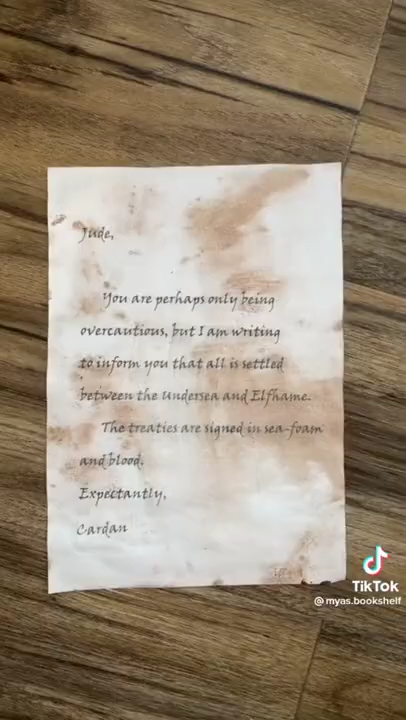 Jude,
You are perhaps only being
overcautious, but I am writing
to inform you that all is settled
between the Undersea and Elfhame.
The treaties are signed in sea-foam
and blood.
Expectantly,
Cardan
TikTok
@myas.bookshelf